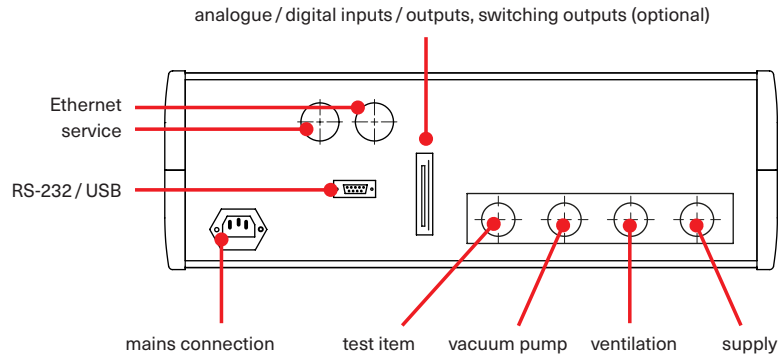 analogue / digital inputs / outputs, switching outputs (optional)
Ethernet
service
RS-232 / USB
mains connection
test item
vacuum pump
ventilation
supply